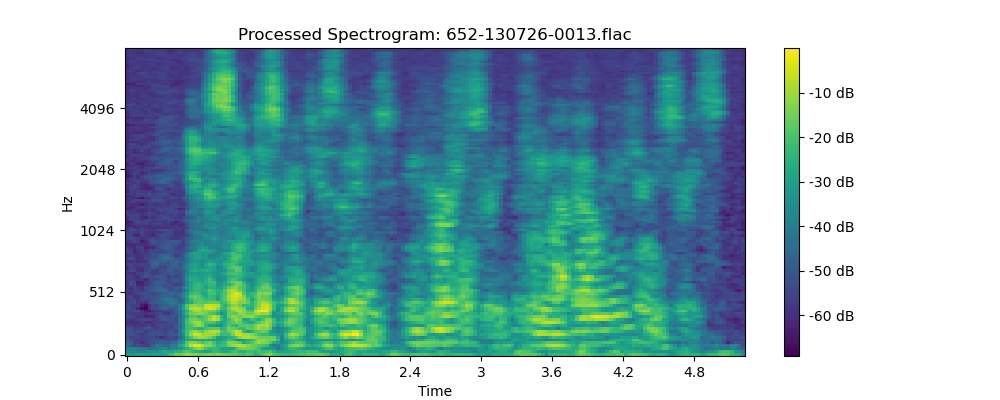 Processed Spectrogram: 652-130726-0013.flac
Hz
4096
2048
1024
512
0
0 0.6 1.2 1.8 2.4 3 3.6 4.2 4.8
Time
-10 dB
-20 dB
-30 dB
-40 dB
-50 dB
-60 dB